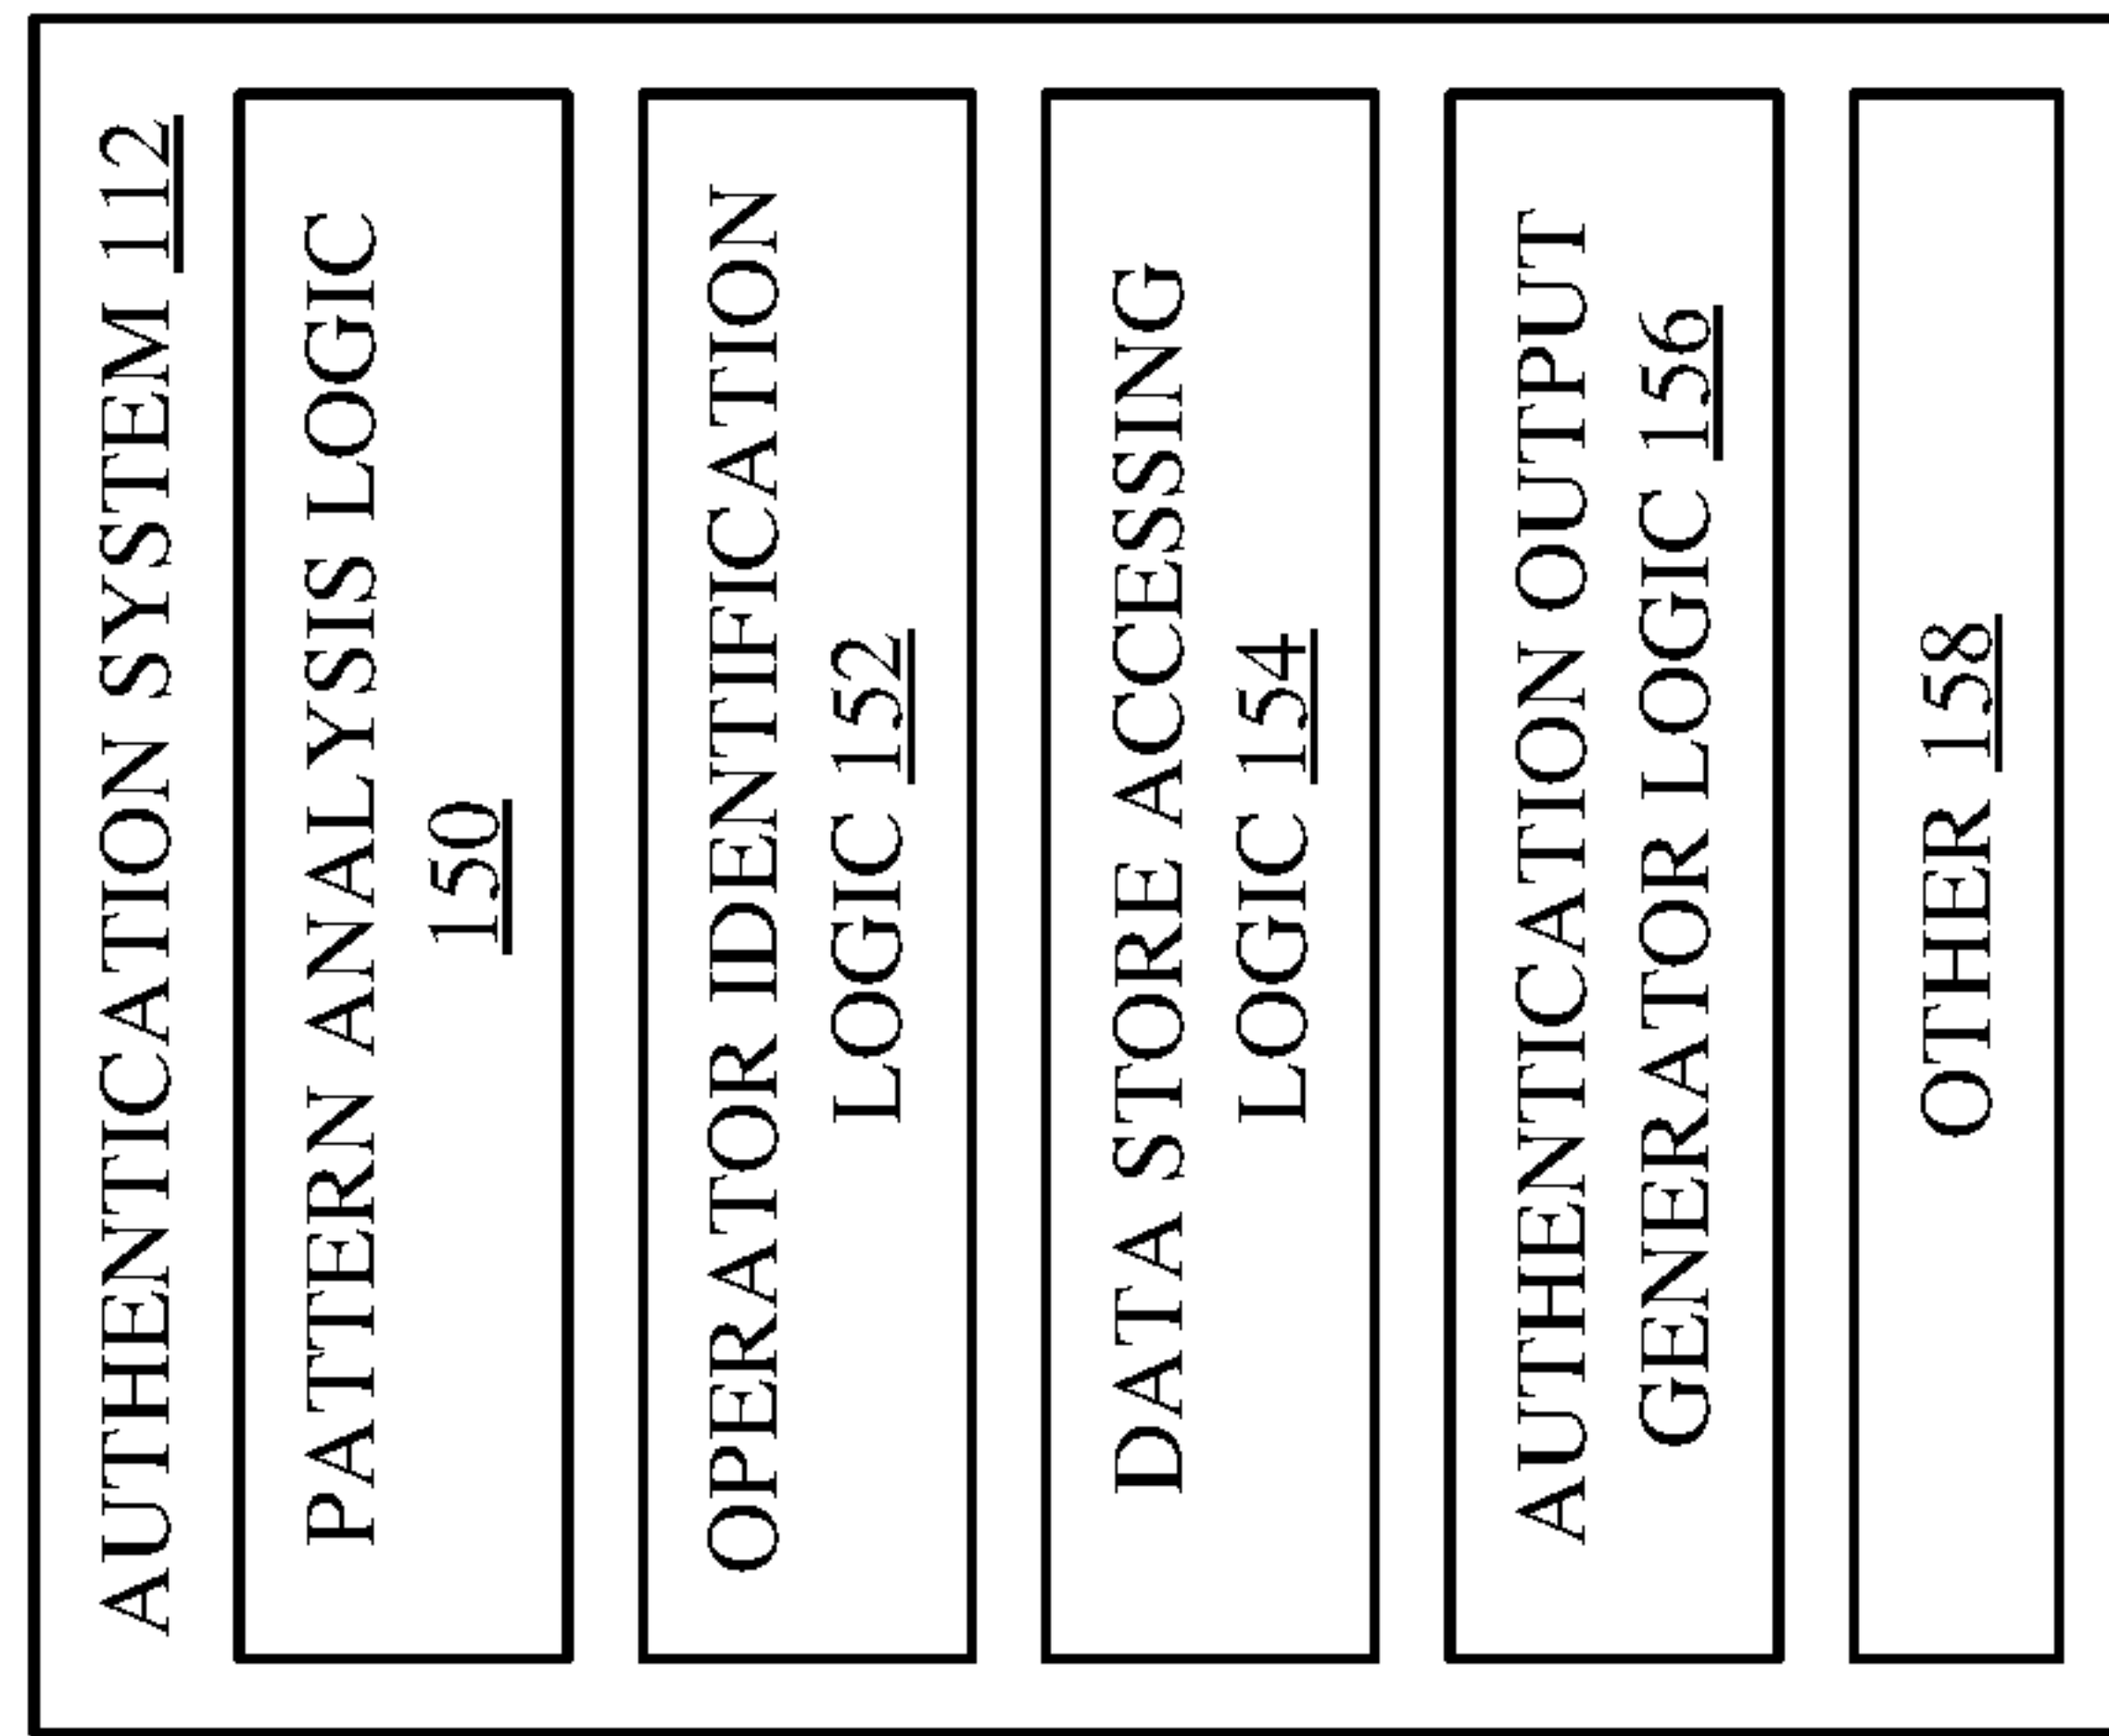 AUTHENTICATION SYSTEM 112
PATTERN ANALYSIS LOGIC
150
OPERATOR IDENTIFICATION
LOGIC 152
DATA STORE ACCESSING
LOGIC 154
AUTHENTICATION OUTPUT
GENERATOR LOGIC 156
OTHER 158